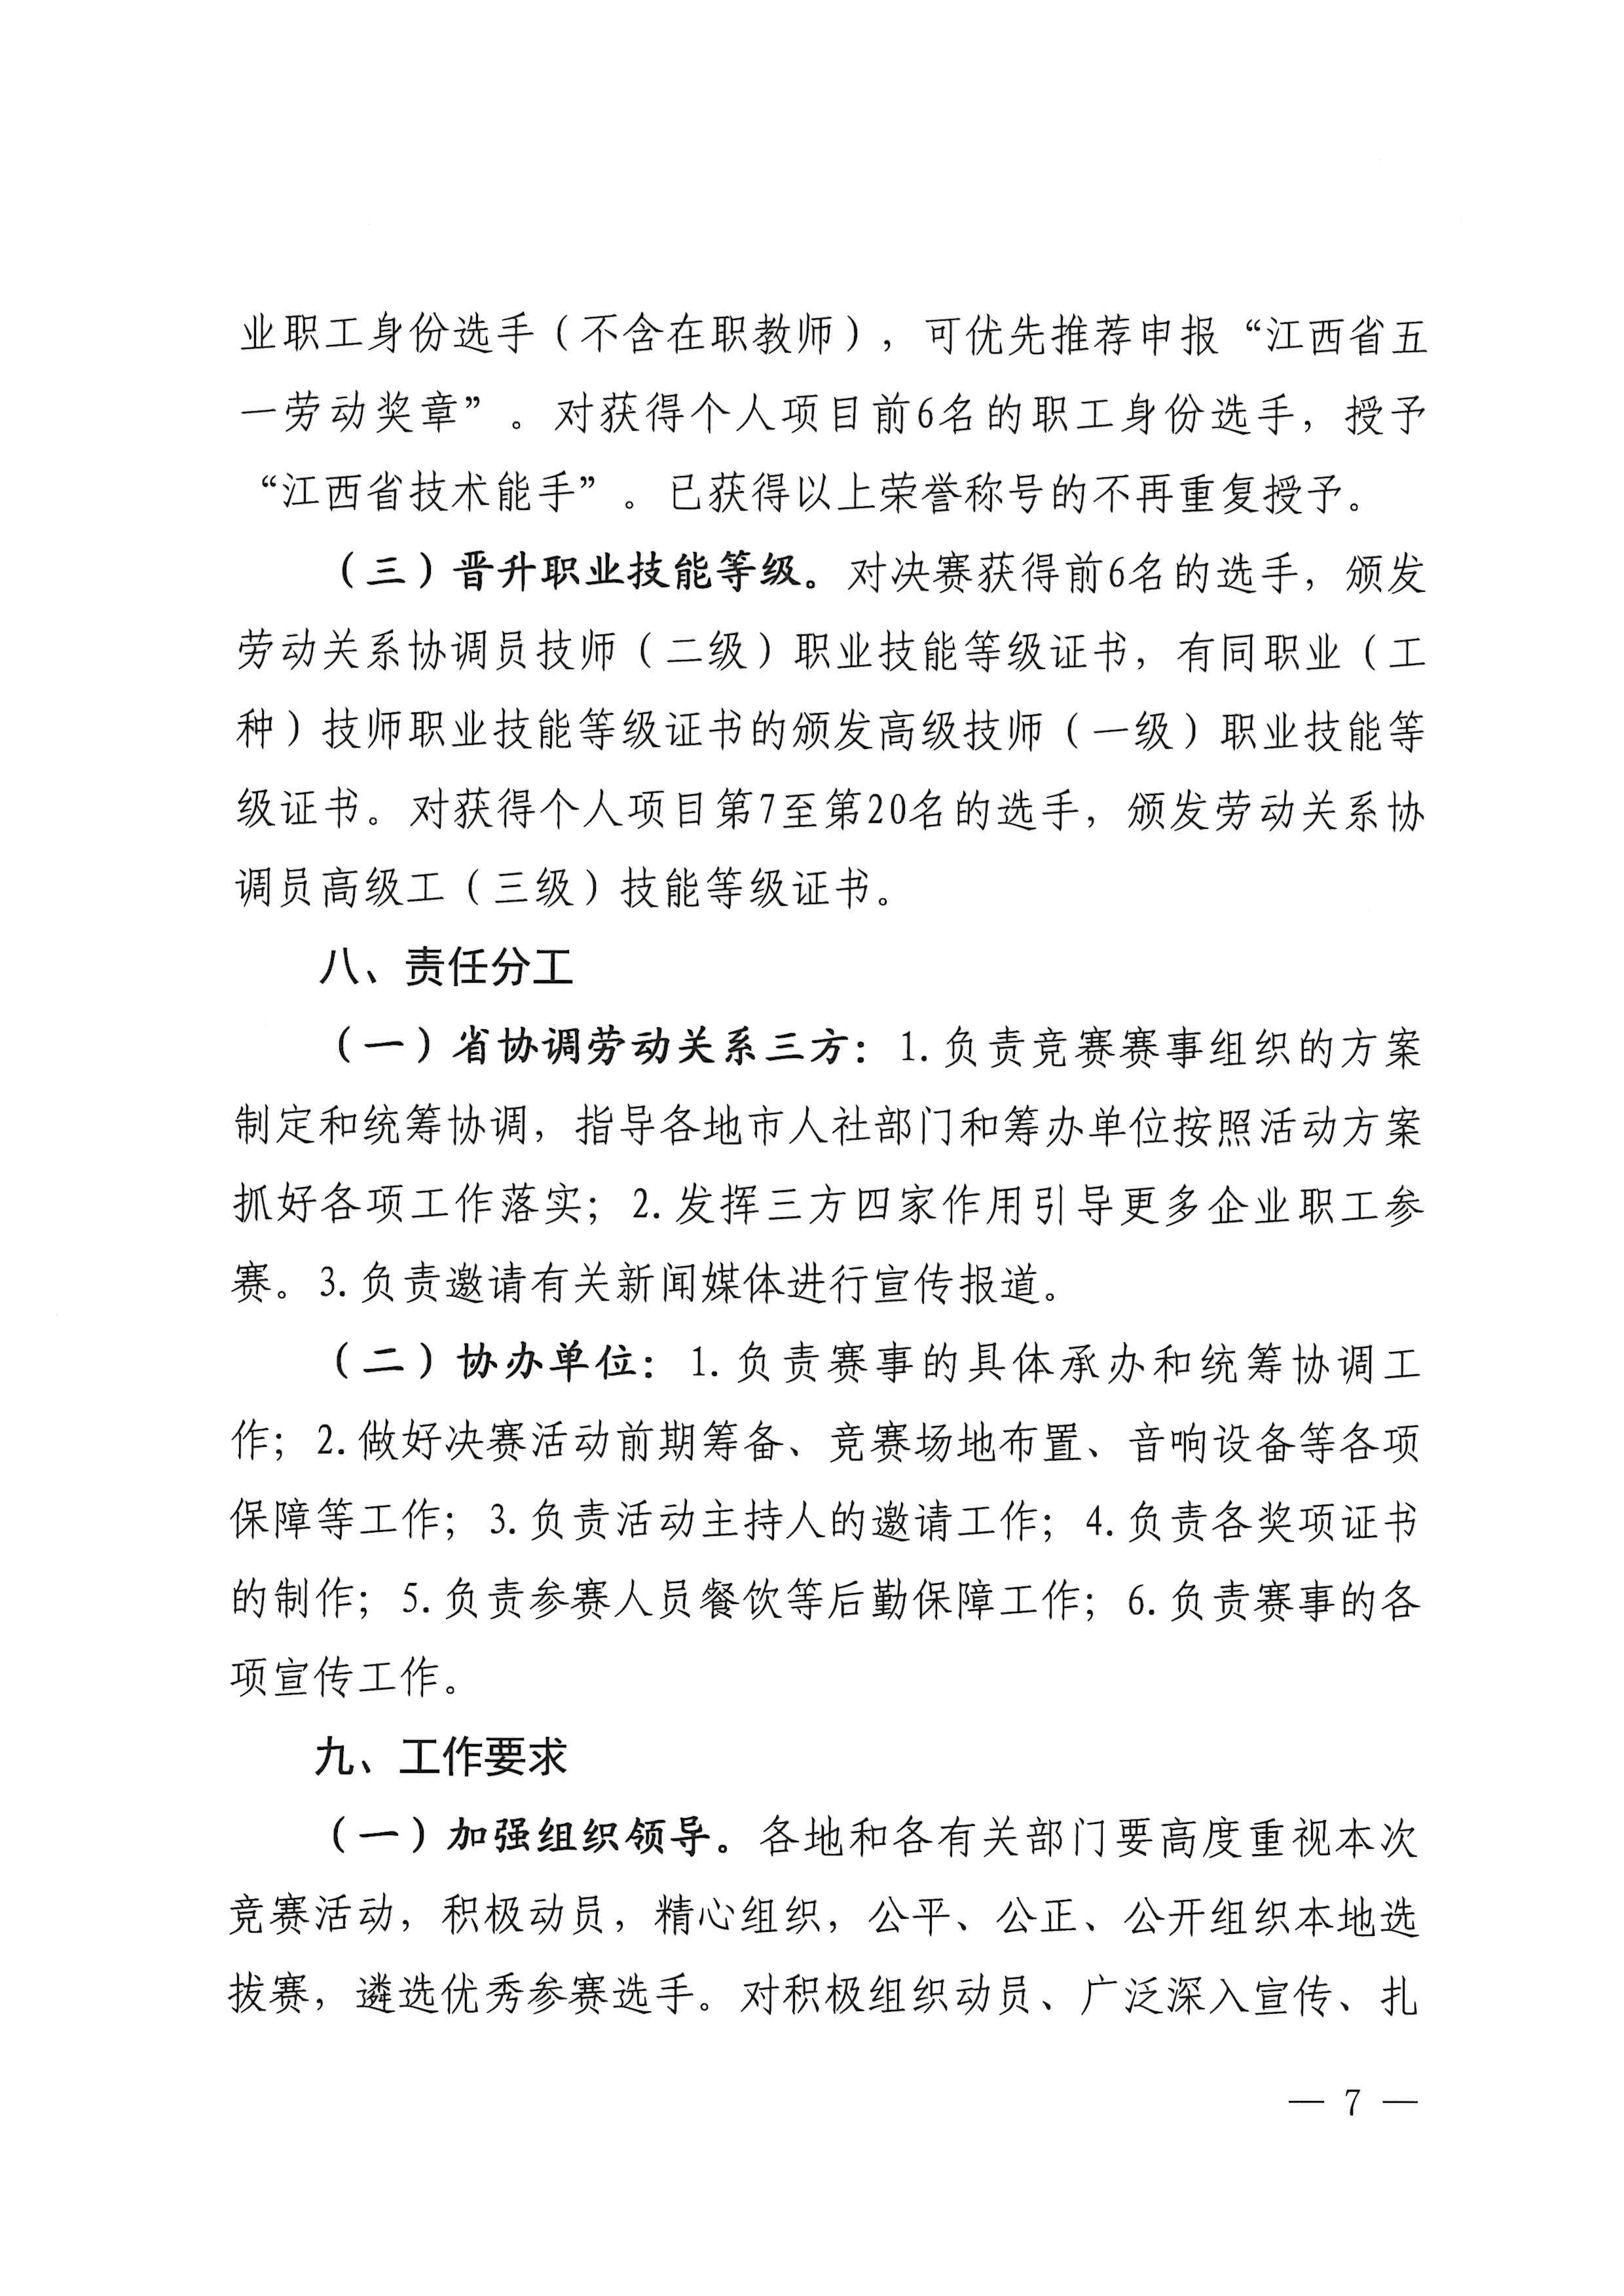 业职工身份选手（不含在职教师），可优先推荐申报“江西省五
一劳动奖章”。对获得个人项目前6名的职工身份选手，授予
“江西省技术能手”。已获得以上荣誉称号的不再重复授予。
（三）晋升职业技能等级。对决赛获得前6名的选手，颁发
劳动关系协调员技师（二级）职业技能等级证书，有同职业（工
种）技师职业技能等级证书的颁发高级技师（一级）职业技能等
级证书。对获得个人项目第7至第20名的选手，颁发劳动关系协
调员高级工（三级）技能等级证书。
八、责任分工
（一）省协调劳动关系三方：1.负责竞赛赛事组织的方案
制定和统筹协调，指导各地市人社部门和筹办单位按照活动方案
抓好各项工作落实；2.发挥三方四家作用引导更多企业职工参
赛。3.负责邀请有关新闻媒体进行宣传报道。
（二）协办单位：1.负责赛事的具体承办和统筹协调工
作；2.做好决赛活动前期筹备、竞赛场地布置、音响设备等各项
保障等工作；3.负责活动主持人的邀请工作；4.负责各奖项证书
的制作；5.负责参赛人员餐饮等后勤保障工作；6.负责赛事的各
项宣传工作。
九、工作要求
（一）加强组织领导。各地和各有关部门要高度重视本次
竞赛活动，积极动员，精心组织，公平、公正、公开组织本地选
拔赛，遴选优秀参赛选手。对积极组织动员、广泛深入宣传、扎
— 7 —